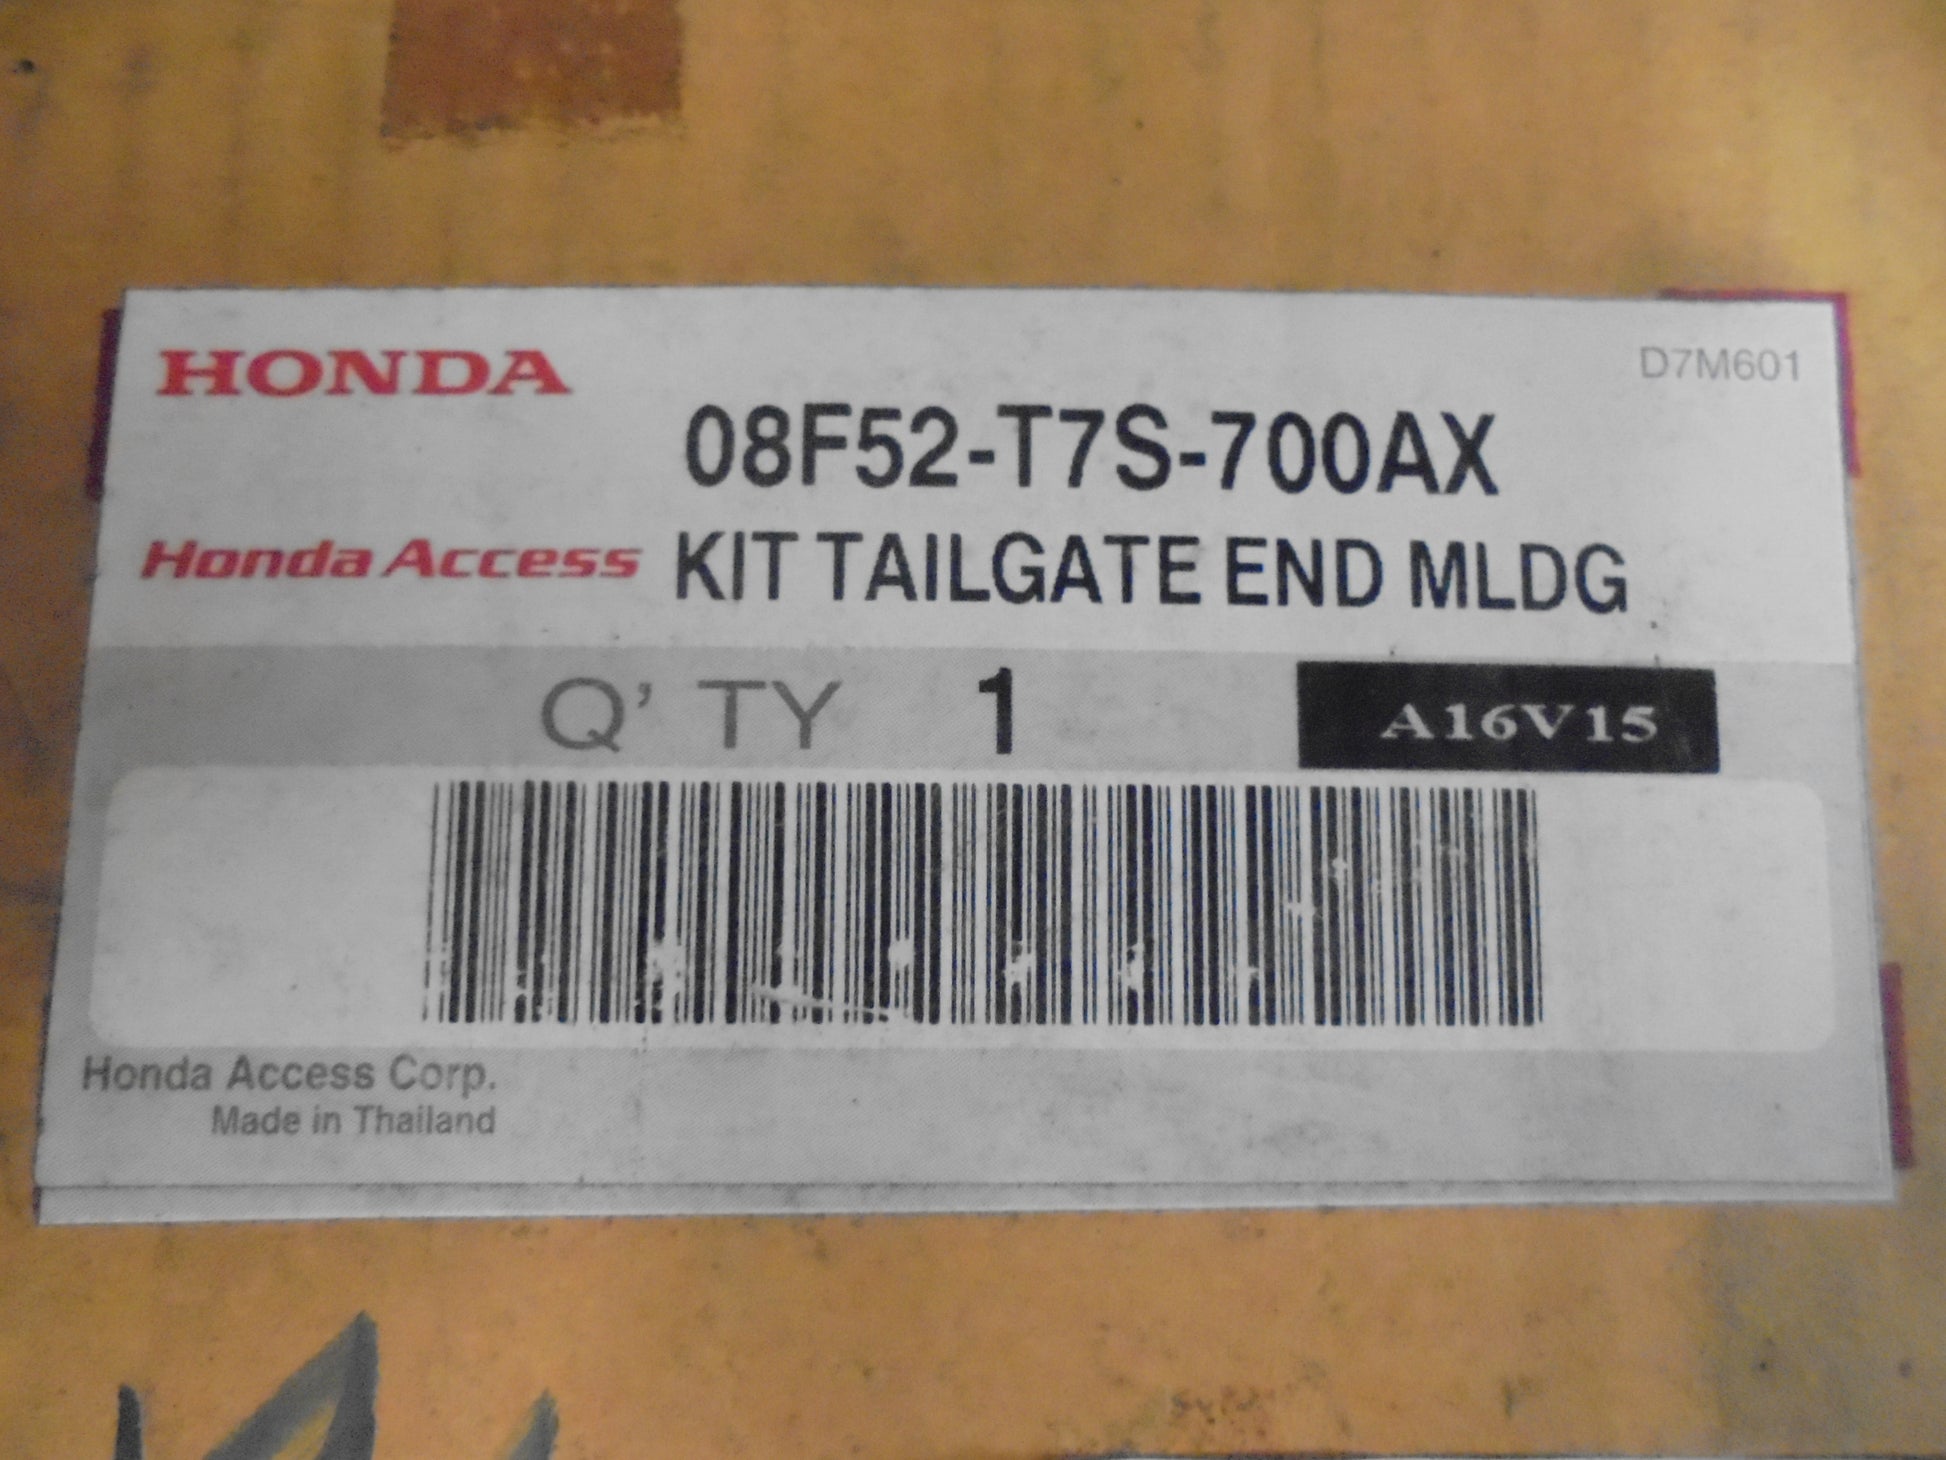 HONDA
D7M601
08F52-T7S-700AX
Honda Access
KIT TAILGATE END MLDG
Q'TY 1
A16V15
Honda Access Corp.
Made in Thailand